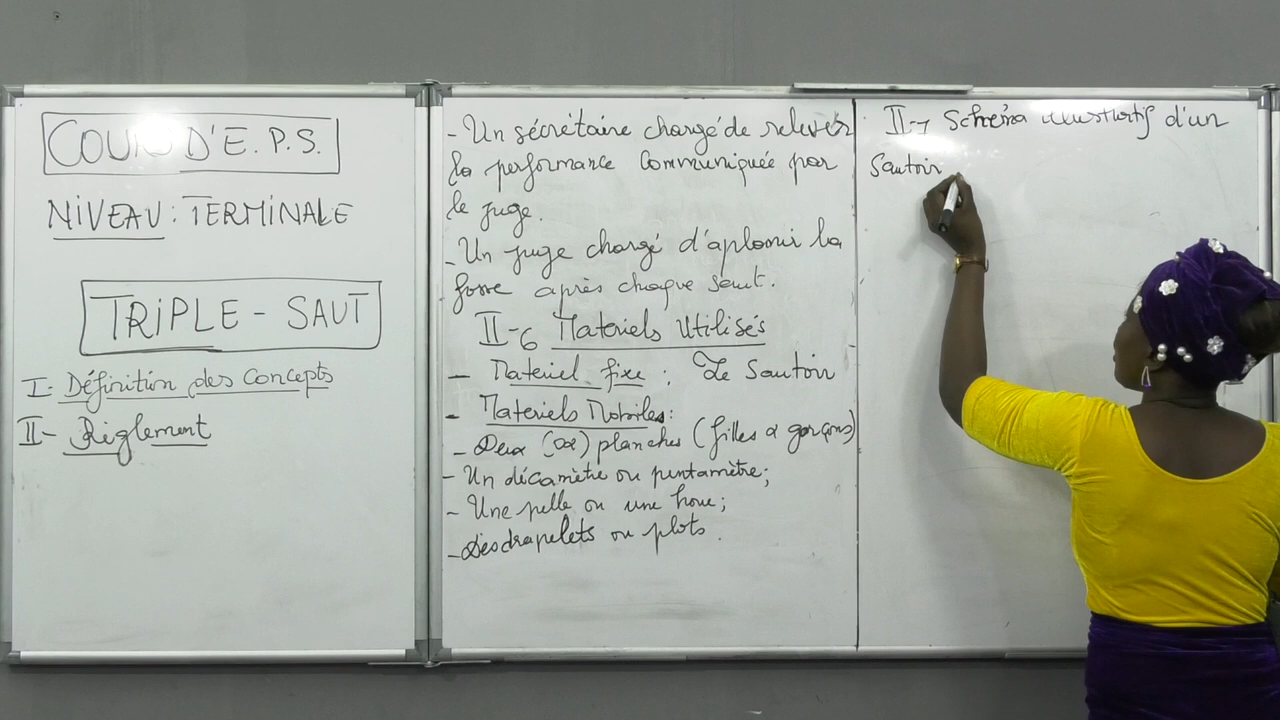 COURS D'E.P.S.
NIVEAU : TERMINALE
TRIPLE - SAUT
I- Définition des Concepts
II- Règlement
- Un sécrétaire chargé de relever
la performance communiquée par
le juge.
- Un juge chargé d'aplanir la
fosse après chaque saut.
II-6 Materiels Utilisés
- Materiel fixe : Le Sautoir
- Materiels Mobiles :
- Deux (02) planches (filles & garçons)
- Un décamètre ou pentamètre ;
- Une pelle ou une houe ;
- Des drapelets ou plots.
II-7 Schéma illustratif d'un
Sautoir